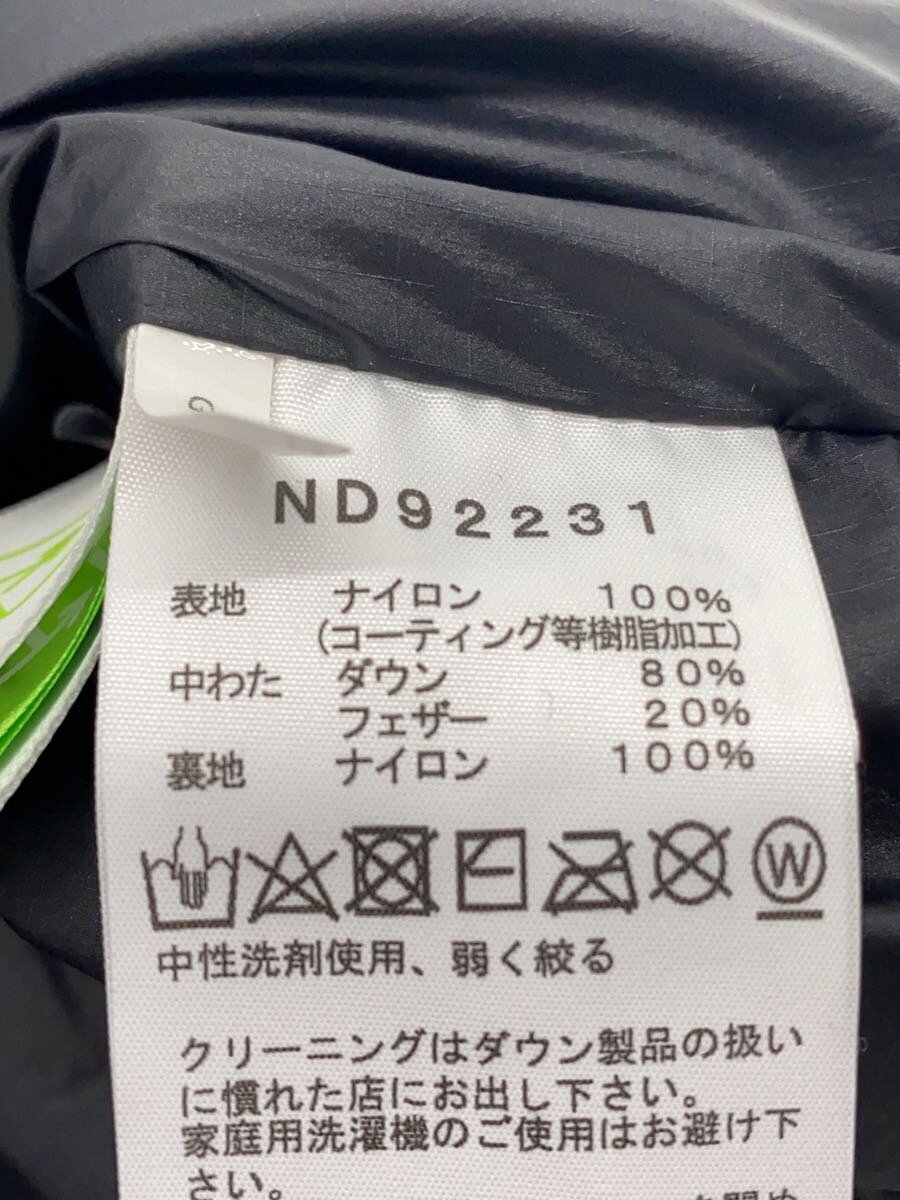 G
ND92231
表地 ナイロン 100%
(コーティング等樹脂加工)
中わた ダウン 80%
フェザー 20%
裏地 ナイロン 100%
W
中性洗剤使用、弱く絞る
クリーニングはダウン製品の扱い
に慣れた店にお出し下さい。
家庭用洗濯機のご使用はお避け下
さい。